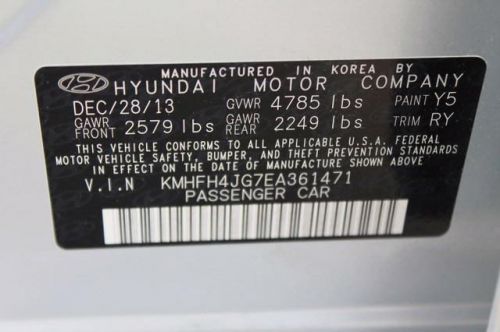 MANUFACTURED IN KOREA BY
HYUNDAI MOTOR COMPANY
DEC/28/13 GVWR 4785 lbs PAINT Y5
GAWR FRONT 2579 lbs GAWR REAR 2249 lbs TRIM RY
THIS VEHICLE CONFORMS TO ALL APPLICABLE U.S.A. FEDERAL
MOTOR VEHICLE SAFETY, BUMPER, AND THEFT PREVENTION STANDARDS
IN EFFECT ON THE DATE OF MANUFACTURE SHOWN ABOVE.
V.I.N KMHFH4JG7EA361471
PASSENGER CAR